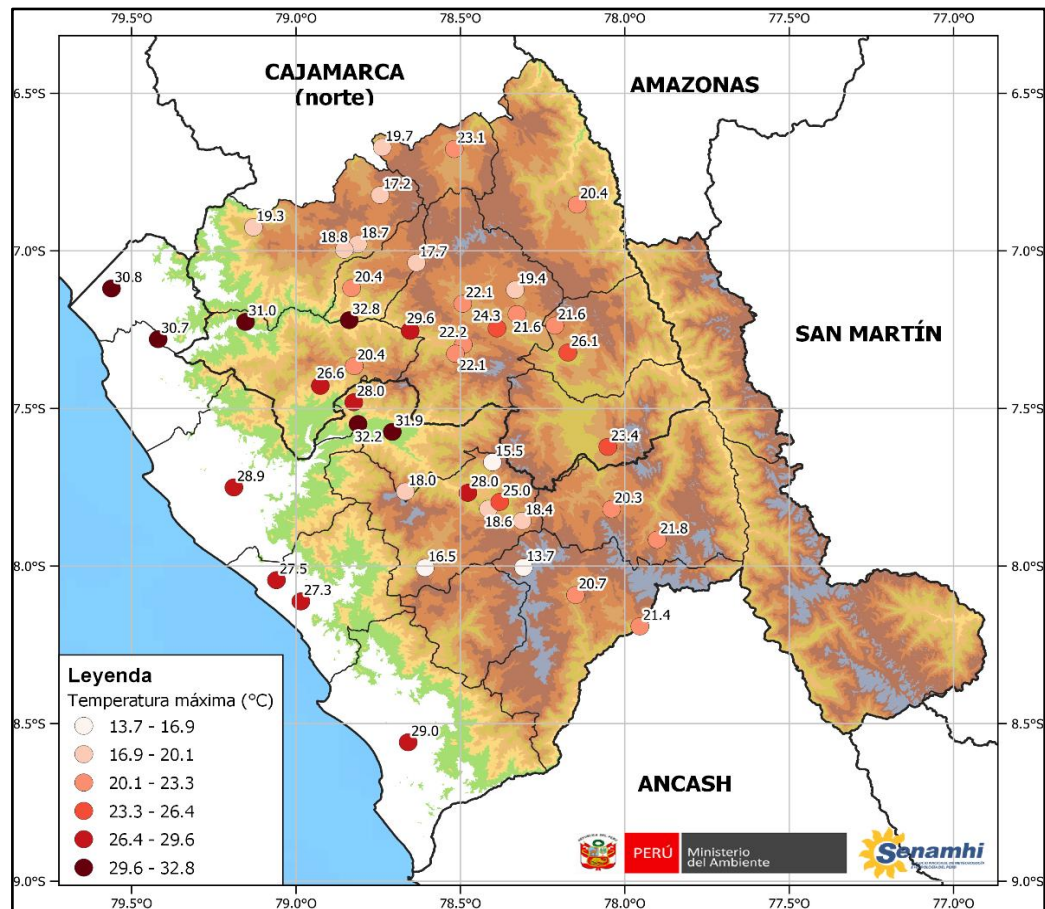 79.5°O 79.0°O 78.5°O 78.0°O 77.5°O 77.0°O
CAJAMARCA
(norte)
AMAZONAS
6.5°S 6.5°S
19.7
23.1
17.2
20.4
19.3
18.8
18.7
17.7
7.0°S 7.0°S
30.8
20.4
22.1
19.4
31.0
32.8
29.6
24.3
21.6
21.6
30.7
22.2
22.1
26.1
SAN MARTÍN
20.4
26.6
28.0
7.5°S 7.5°S
32.2
31.9
23.4
15.5
28.9
18.0
28.0
25.0
20.3
18.6
18.4
21.8
8.0°S 8.0°S
16.5
13.7
27.5
27.3
20.7
21.4
Leyenda
Temperatura máxima (°C)
13.7 - 16.9
16.9 - 20.1
20.1 - 23.3
23.3 - 26.4
26.4 - 29.6
29.6 - 32.8
8.5°S 8.5°S
29.0
ANCASH
PERÚ
Ministerio
del Ambiente
Senamhi
9.0°S 9.0°S
79.5°O 79.0°O 78.5°O 78.0°O 77.5°O 77.0°O